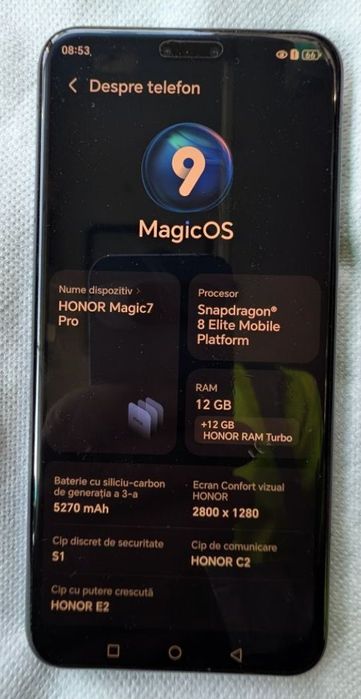 08:53
66
Despre telefon
9
MagicOS
Nume dispozitiv
HONOR Magic7
Pro
Procesor
Snapdragon®
8 Elite Mobile
Platform
RAM
12 GB
+12 GB
HONOR RAM Turbo
Baterie cu siliciu-carbon
de generația a 3-a
5270 mAh
Ecran Confort vizual
HONOR
2800 x 1280
Cip discret de securitate
S1
Cip de comunicare
HONOR C2
Cip cu putere crescută
HONOR E2